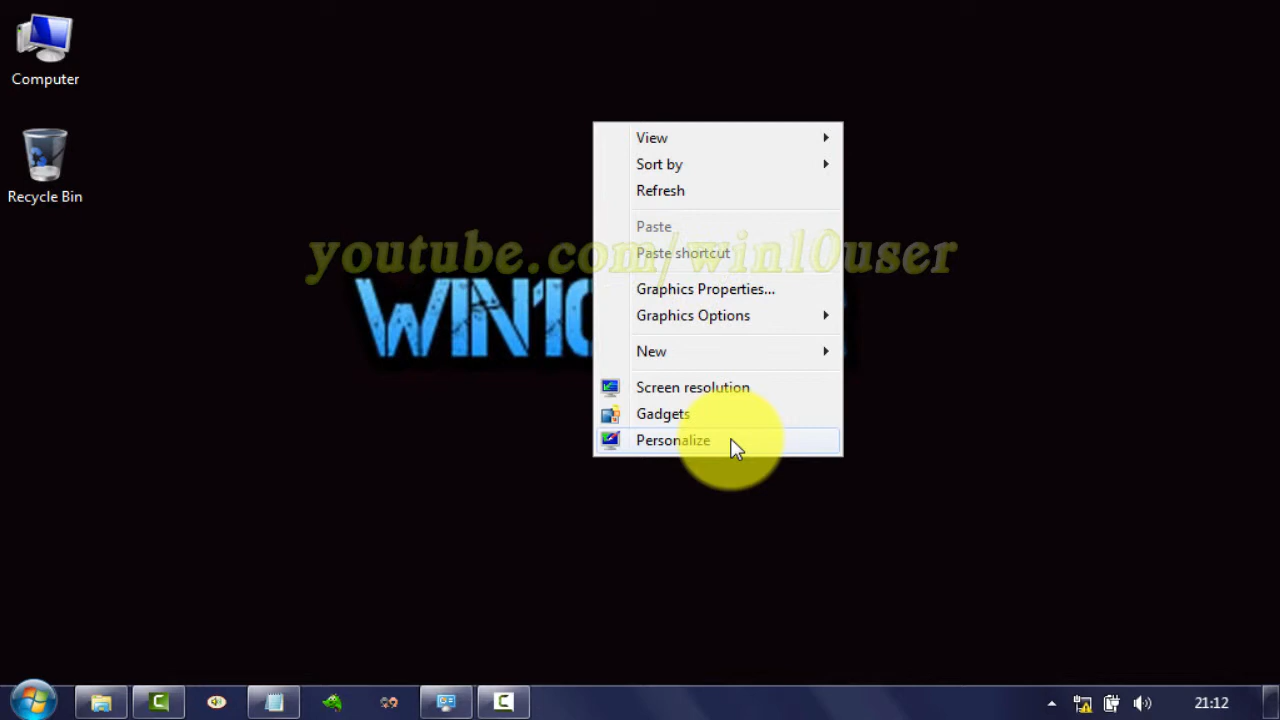 Computer
Recycle Bin
View
Sort by
Refresh
Paste
youtube.com/win10user
Paste shortcut
WIN10
Graphics Properties...
Graphics Options
New
Screen resolution
Gadgets
Personalize
21:12